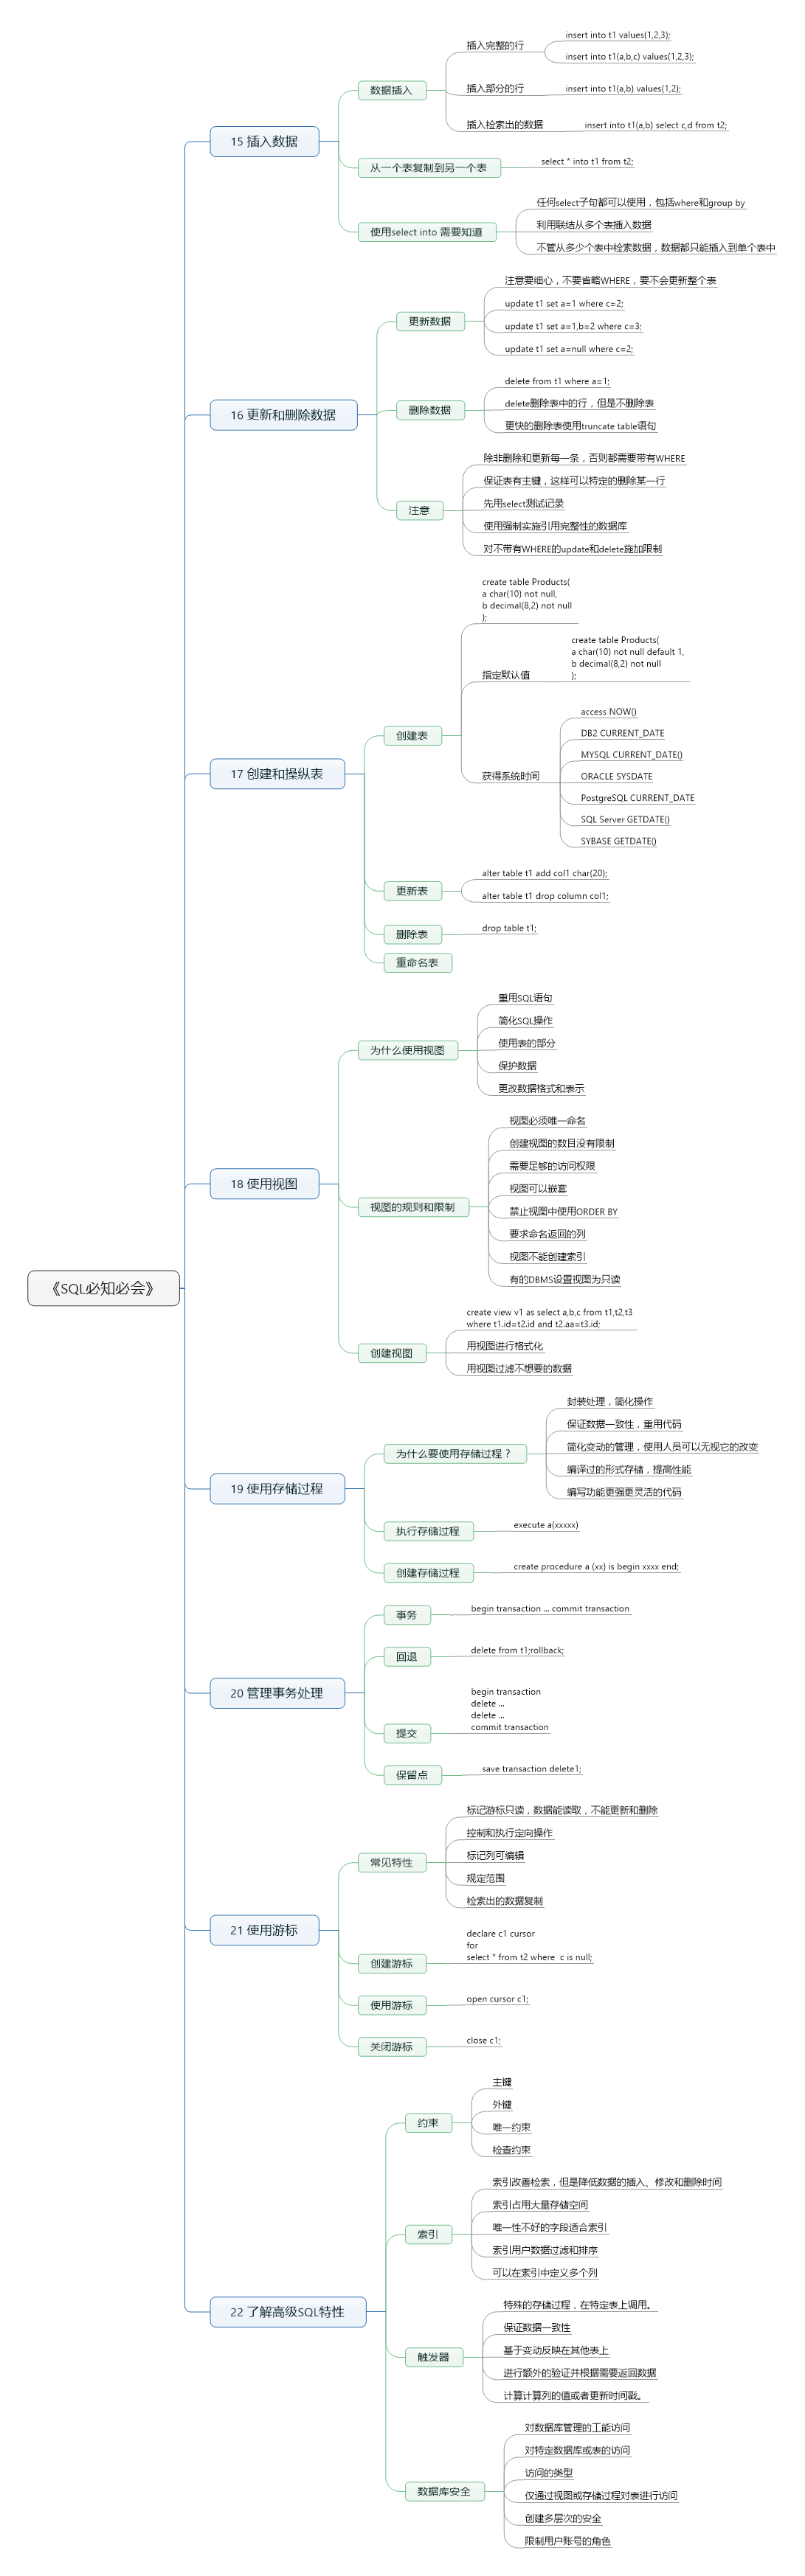 《SQL必知必会》
15 插入数据
数据插入
插入完整的行
insert into t1 values(1,2,3);
insert into t1(a,b,c) values(1,2,3);
插入部分的行
insert into t1(a,b) values(1,2);
插入检索出的数据
insert into t1(a,b) select c,d from t2;
从一个表复制到另一个表
select * into t1 from t2;
使用select into 需要知道
任何select子句都可以使用，包括where和group by
利用联结从多个表插入数据
不管从多少个表中检索数据，数据都只能插入到单个表中
16 更新和删除数据
更新数据
注意要细心，不要省略WHERE，要不会更新整个表
update t1 set a=1 where c=2;
update t1 set a=1,b=2 where c=3;
update t1 set a=null where c=2;
删除数据
delete from t1 where a=1;
delete删除表中的行，但是不删除表
更快的删除表使用truncate table语句
注意
除非删除和更新每一条，否则都需要带有WHERE
保证表有主键，这样可以特定的删除某一行
先用select测试记录
使用强制实施引用完整性的数据库
对不带有WHERE的update和delete施加限制
17 创建和操纵表
创建表
create table Products(
a char(10) not null,
b decimal(8,2) not null
);
指定默认值
create table Products(
a char(10) not null default 1,
b decimal(8,2) not null
);
获得系统时间
access NOW()
DB2 CURRENT_DATE
MYSQL CURRENT_DATE()
ORACLE SYSDATE
PostgreSQL CURRENT_DATE
SQL Server GETDATE()
SYBASE GETDATE()
更新表
alter table t1 add col1 char(20);
alter table t1 drop column col1;
删除表
drop table t1;
重命名表
18 使用视图
为什么使用视图
重用SQL语句
简化SQL操作
使用表的部分
保护数据
更改数据格式和表示
视图的规则和限制
视图必须唯一命名
创建视图的数目没有限制
需要足够的访问权限
视图可以嵌套
禁止视图中使用ORDER BY
要求命名返回的列
视图不能创建索引
有的DBMS设置视图为只读
创建视图
create view v1 as select a,b,c from t1,t2,t3
where t1.id=t2.id and t2.aa=t3.id;
用视图进行格式化
用视图过滤不想要的数据
19 使用存储过程
为什么要使用存储过程？
封装处理，简化操作
保证数据一致性，重用代码
简化变动的管理，使用人员可以无视它的改变
编译过的形式存储，提高性能
编写功能更强更灵活的代码
执行存储过程
execute a(xxxxx)
创建存储过程
create procedure a (xx) is begin xxxx end;
20 管理事务处理
事务
begin transaction ... commit transaction
回退
delete from t1;rollback;
提交
begin transaction
delete ...
delete ...
commit transaction
保留点
save transaction delete1;
21 使用游标
常见特性
标记游标只读，数据能读取，不能更新和删除
控制和执行定向操作
标记列可编辑
规定范围
检索出的数据复制
创建游标
declare c1 cursor
for
select * from t2 where  c is null;
使用游标
open cursor c1;
关闭游标
close c1;
22 了解高级SQL特性
约束
主键
外键
唯一约束
检查约束
索引
索引改善检索，但是降低数据的插入、修改和删除时间
索引占用大量存储空间
唯一性不好的字段适合索引
索引用户数据过滤和排序
可以在索引中定义多个列
触发器
特殊的存储过程，在特定表上调用。
保证数据一致性
基于变动反映在其他表上
进行额外的验证并根据需要返回数据
计算计算列的值或者更新时间戳。
数据库安全
对数据库管理的工能访问
对特定数据库或表的访问
访问的类型
仅通过视图或存储过程对表进行访问
创建多层次的安全
限制用户账号的角色